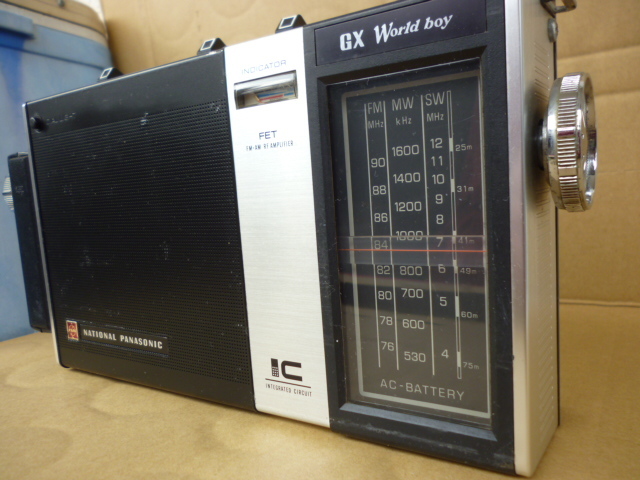 GX World boy
INDICATOR
FET
FM-AM RF AMPLIFIER
FM MW SW
MHz kHz MHz
12 25m
1600
90 11
1400 10 31m
88
1200 9
86 8
1000
84 7 41m
82 800 6 49m
80 700 5
60m
78 600
76 530 4 75m
AC-BATTERY
NATIONAL PANASONIC
IC
INTEGRATED CIRCUIT